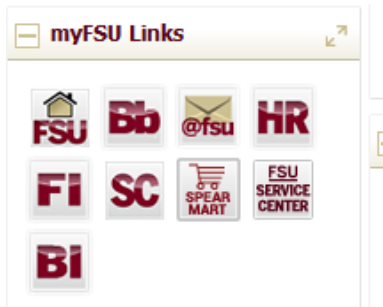 myFSU Links
FSU
Bb
@fsu
HR
FI
SC
SPEAR
MART
FSU
SERVICE
CENTER
BI